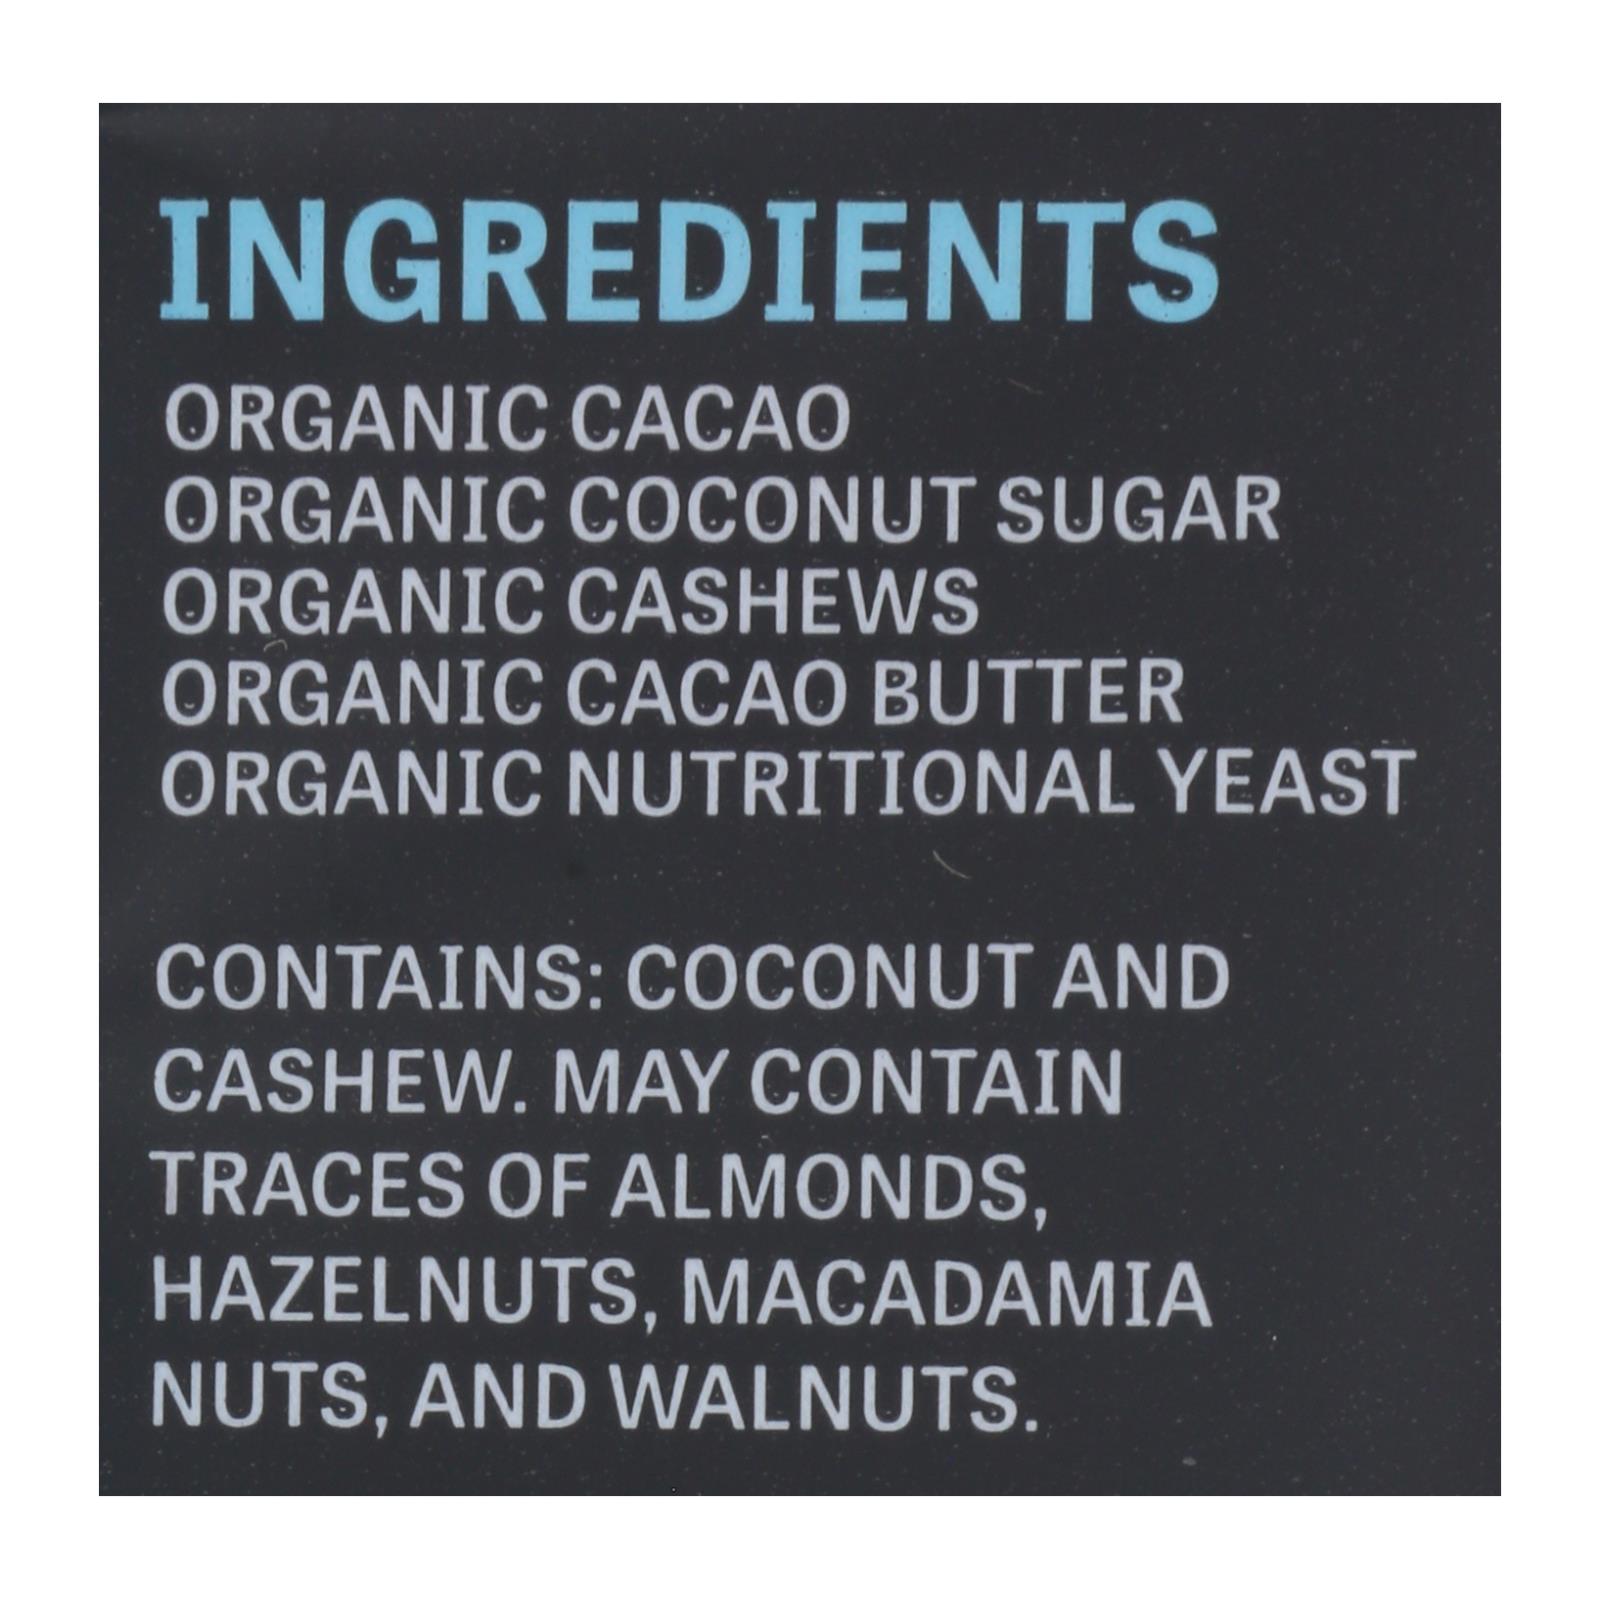 INGREDIENTS
ORGANIC CACAO
ORGANIC COCONUT SUGAR
ORGANIC CASHEWS
ORGANIC CACAO BUTTER
ORGANIC NUTRITIONAL YEAST
CONTAINS: COCONUT AND
CASHEW. MAY CONTAIN
TRACES OF ALMONDS,
HAZELNUTS, MACADAMIA
NUTS, AND WALNUTS.